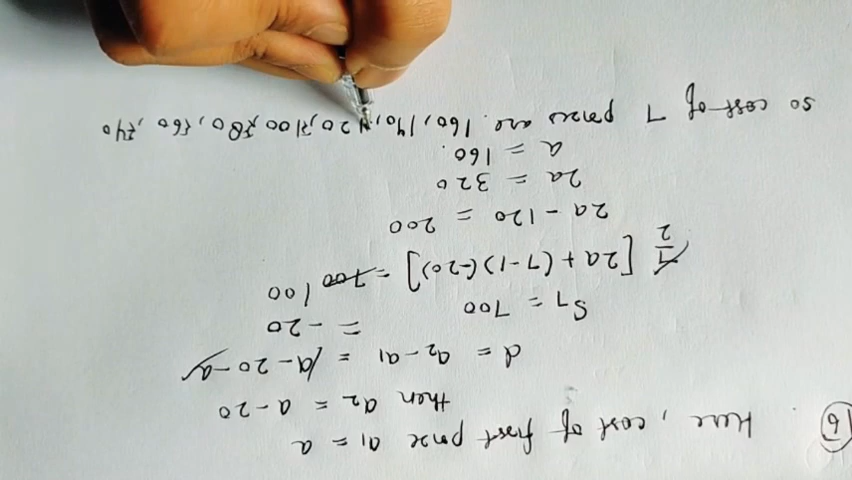 (16) . Here, cost of first prize a₁ = a
then a₂ = a - 20
d = a₂ - a₁ = a - 20 - a
= - 20
S₇ = 700
7/2 [2a + (7-1)(-20)] = 700 100
2a - 120 = 200
2a = 320
a = 160.
so cost of 7 prizes are 160, 140, 120, ₹100 ₹80, ₹60, ₹40